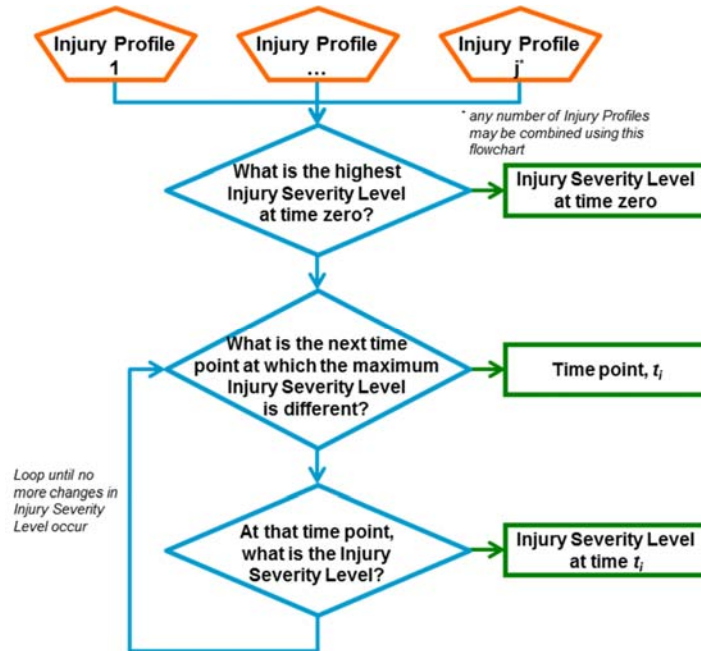 Injury Profile
1
Injury Profile
...
Injury Profile
j*
* any number of Injury Profiles
may be combined using this
flowchart
What is the highest
Injury Severity Level
at time zero?
Injury Severity Level
at time zero
What is the next time
point at which the maximum
Injury Severity Level
is different?
Time point, tᵢ
Loop until no
more changes in
Injury Severity
Level occur
At that time point,
what is the Injury
Severity Level?
Injury Severity Level
at time tᵢ